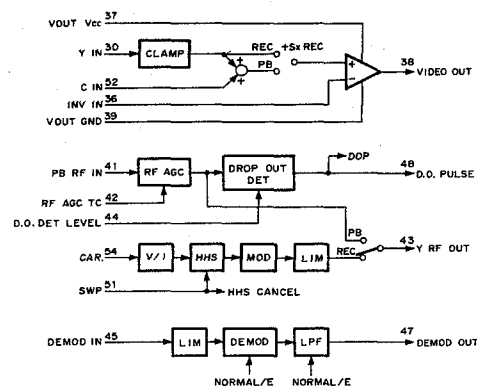 VOUT Vcc 37
Y IN 30 CLAMP REC +Sx REC
PB
+
+
+
−
38 VIDEO OUT
C IN 52
INV IN 36
VOUT GND 39
DOP
PB RF IN 41 RF AGC DROP OUT DET 48 D.O. PULSE
RF AGC TC 42
D.O. DET LEVEL 44
PB
REC
43 Y RF OUT
CAR. 54 V/I HHS MOD LIM
SWP 51 HHS CANCEL
DEMOD IN 45 LIM DEMOD LPF 47 DEMOD OUT
NORMAL/E NORMAL/E